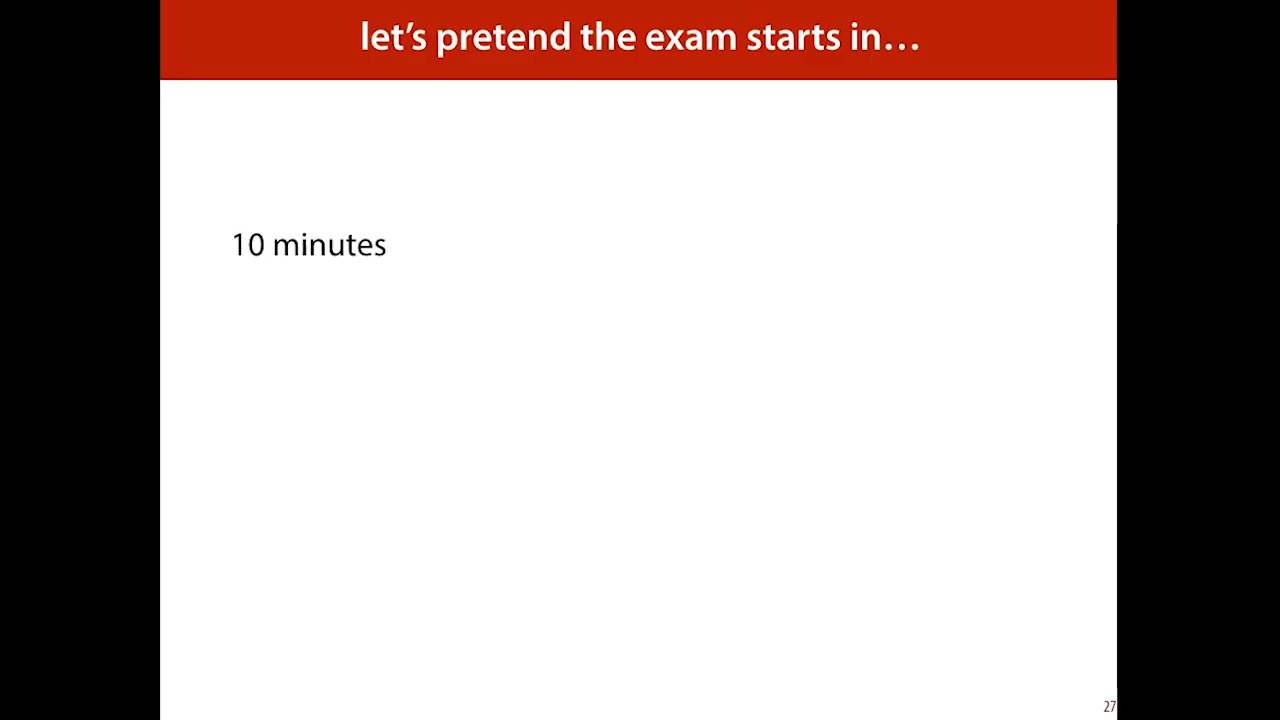 let’s pretend the exam starts in…
10 minutes
27